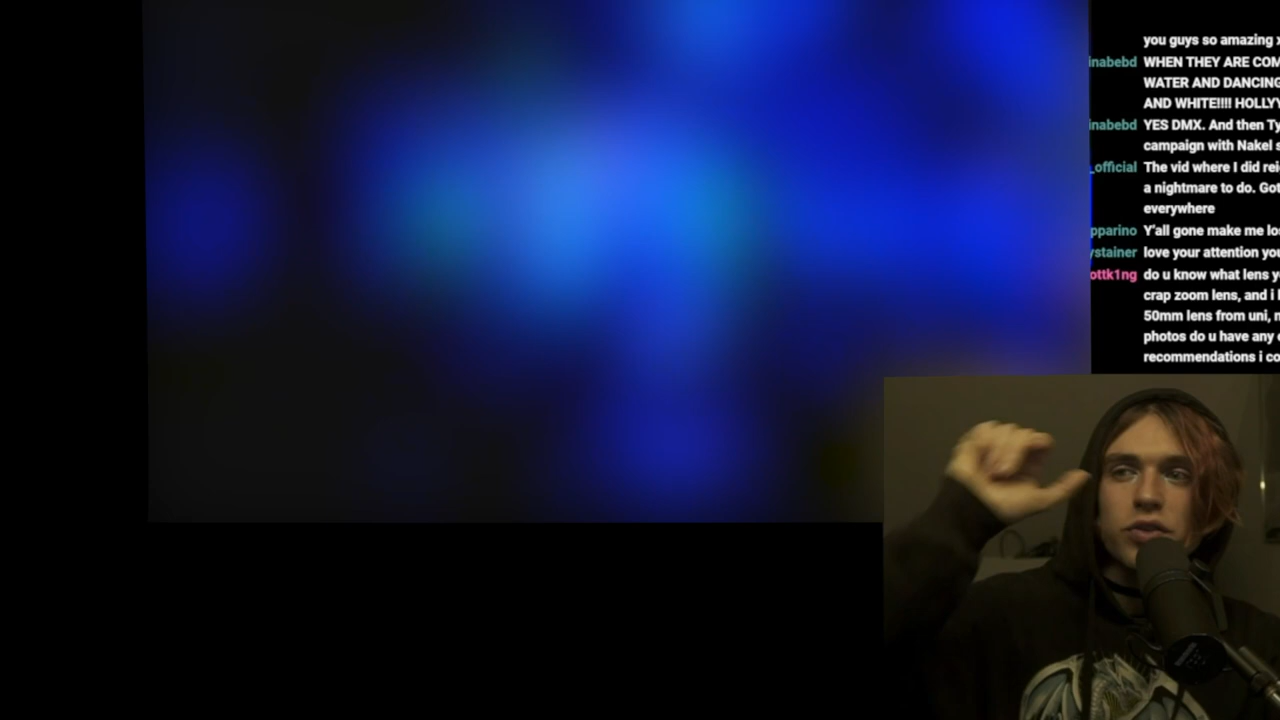 you guys so amazing
inabebd WHEN THEY ARE COM
WATER AND DANCING
AND WHITE!!!! HOLLY
inabebd YES DMX. And then Ty
campaign with Nakel s
_official The vid where I did rei
a nightmare to do. Got
everywhere
pparino Y'all gone make me lo
ystainer love your attention you
ottk1ng do u know what lens y
crap zoom lens, and i
50mm lens from uni,
photos do u have any
recommendations i co